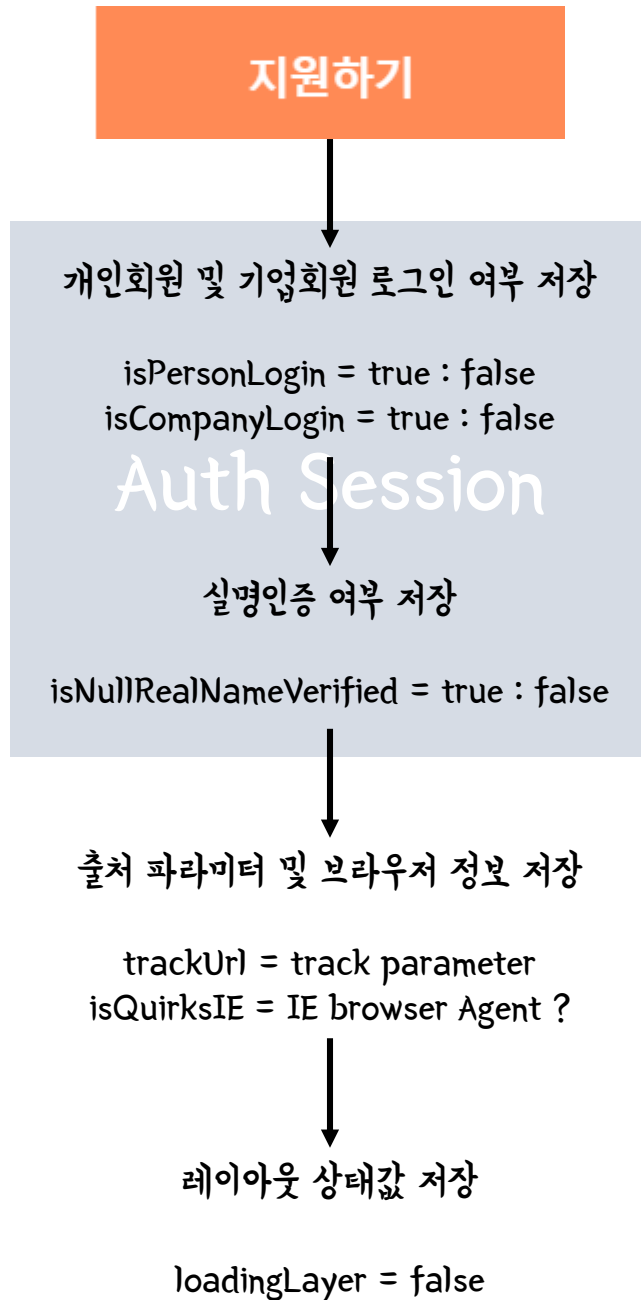 지원하기
개인회원 및 기업회원 로그인 여부 저장
isPersonLogin = true : false
isCompanyLogin = true : false
Auth Session
실명인증 여부 저장
isNullRealNameVerified = true : false
출처 파라미터 및 브라우저 정보 저장
trackUrl = track parameter
isQuirksIE = IE browser Agent ?
레이아웃 상태값 저장
loadingLayer = false